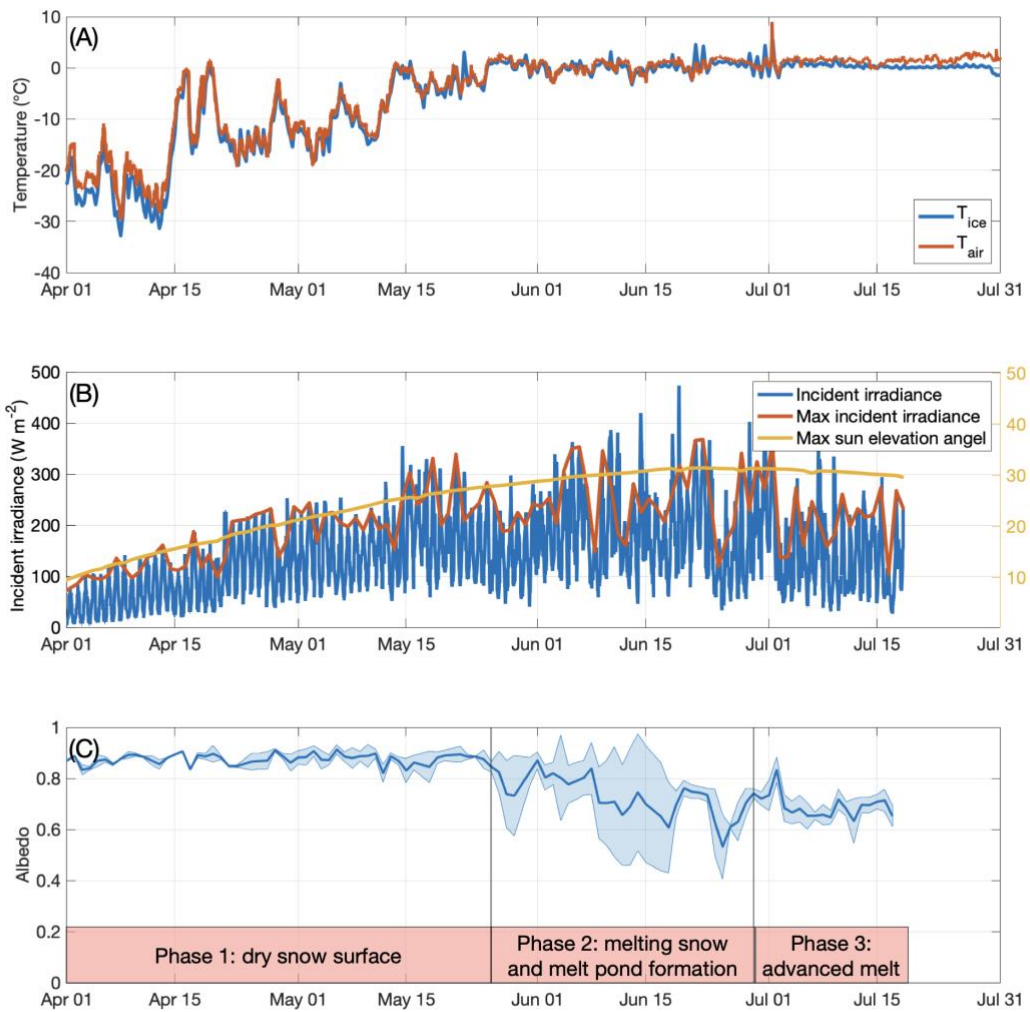 (A)
10
0
-10
-20
-30
-40
Temperature (°C)
T_ice
T_air
Apr 01 Apr 15 May 01 May 15 Jun 01 Jun 15 Jul 01 Jul 15 Jul 31
(B)
500
400
300
200
100
0
Incident irradiance (W m⁻²)
Incident irradiance
Max incident irradiance
Max sun elevation angel
50
40
30
20
10
Apr 01 Apr 15 May 01 May 15 Jun 01 Jun 15 Jul 01 Jul 15 Jul 31
(C)
1
0.8
0.6
0.4
0.2
0
Albedo
Phase 1: dry snow surface
Phase 2: melting snow
and melt pond formation
Phase 3:
advanced melt
Apr 01 Apr 15 May 01 May 15 Jun 01 Jun 15 Jul 01 Jul 15 Jul 31